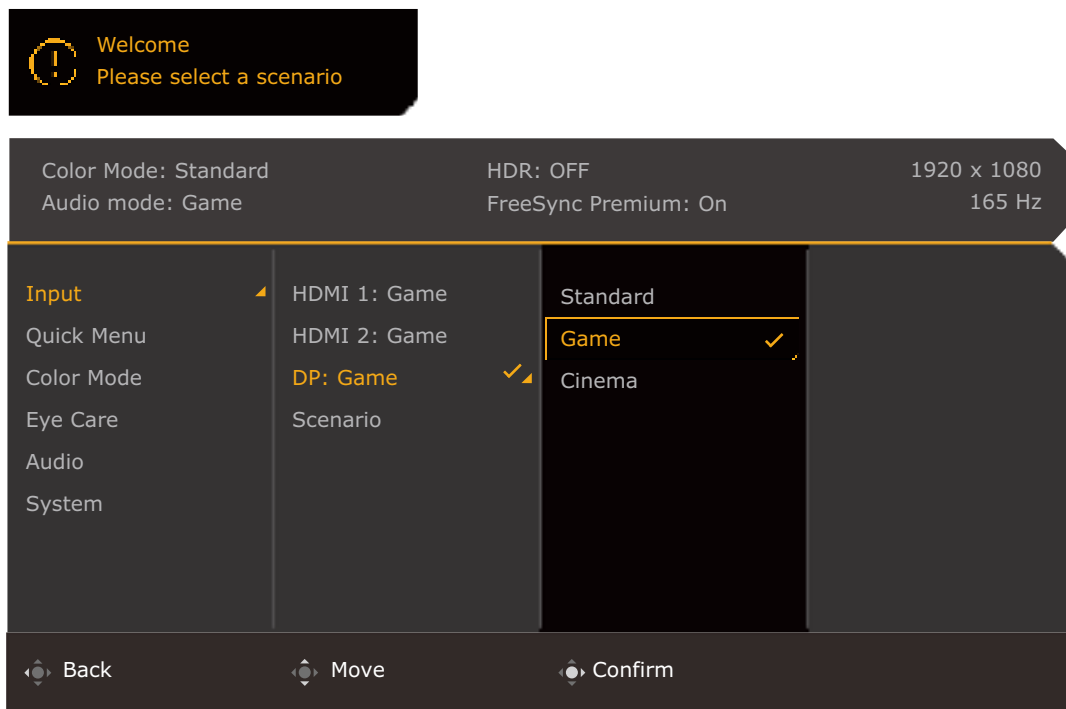 Welcome
Please select a scenario
Color Mode: Standard
HDR: OFF
1920 x 1080
Audio mode: Game
FreeSync Premium: On
165 Hz
Input
HDMI 1: Game
Standard
Quick Menu
HDMI 2: Game
Game
Color Mode
DP: Game
Cinema
Eye Care
Scenario
Audio
System
Back
Move
Confirm